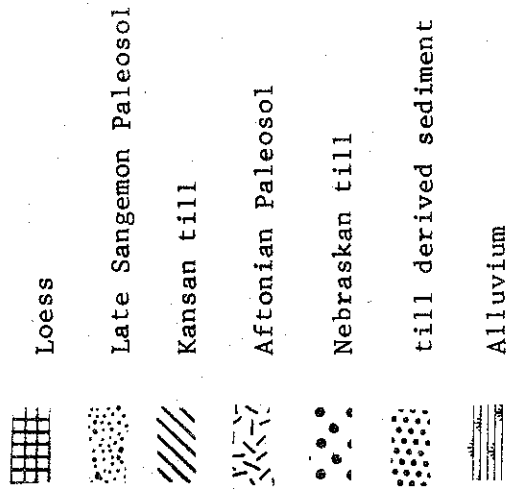 Loess
Late Sangemon Paleosol
Kansan till
Aftonian Paleosol
Nebraskan till
till derived sediment
Alluvium